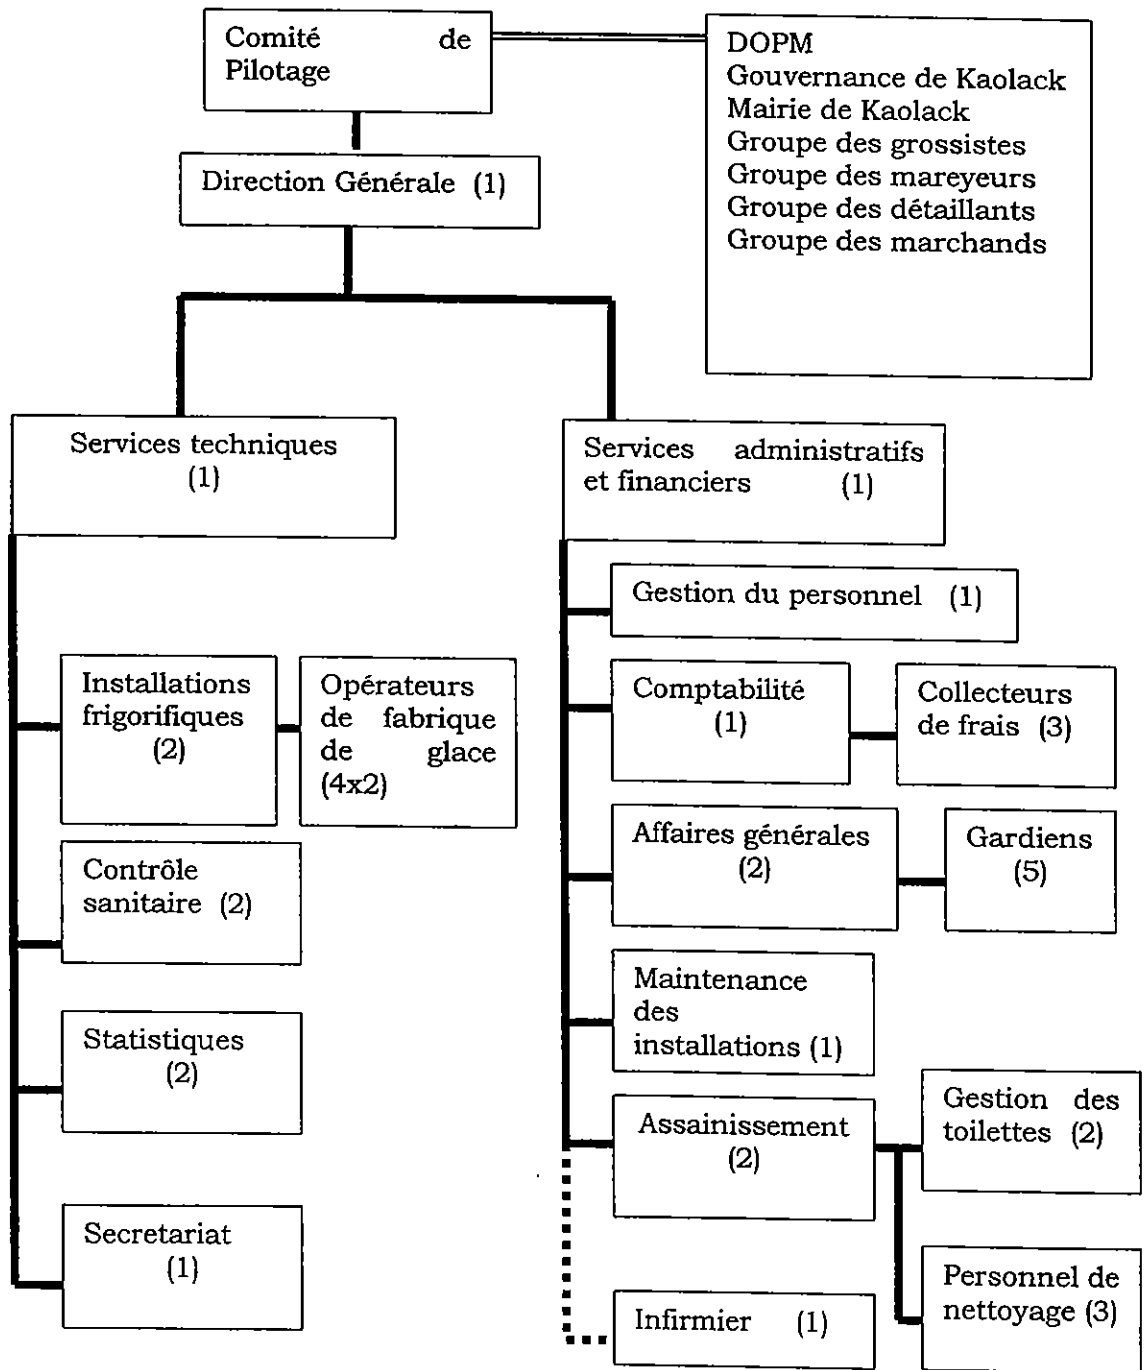 Comité de
Pilotage
DOPM
Gouvernance de Kaolack
Mairie de Kaolack
Groupe des grossistes
Groupe des mareyeurs
Groupe des détaillants
Groupe des marchands
Direction Générale (1)
Services techniques
(1)
Services administratifs
et financiers (1)
Installations
frigorifiques
(2)
Opérateurs
de fabrique
de glace
(4x2)
Contrôle
sanitaire (2)
Statistiques
(2)
Secretariat
(1)
Gestion du personnel (1)
Comptabilité
(1)
Collecteurs
de frais (3)
Affaires générales
(2)
Gardiens
(5)
Maintenance
des
installations (1)
Assainissement
(2)
Gestion des
toilettes (2)
Personnel de
nettoyage (3)
Infirmier (1)